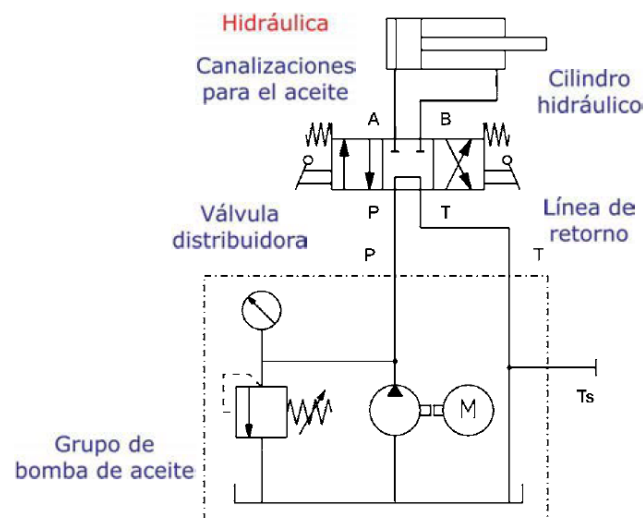 Hidráulica
Canalizaciones
para el aceite
Cilindro
hidráulico
A
B
Válvula
distribuidora
P
T
Línea de
retorno
P
T
Ts
M
Grupo de
bomba de aceite